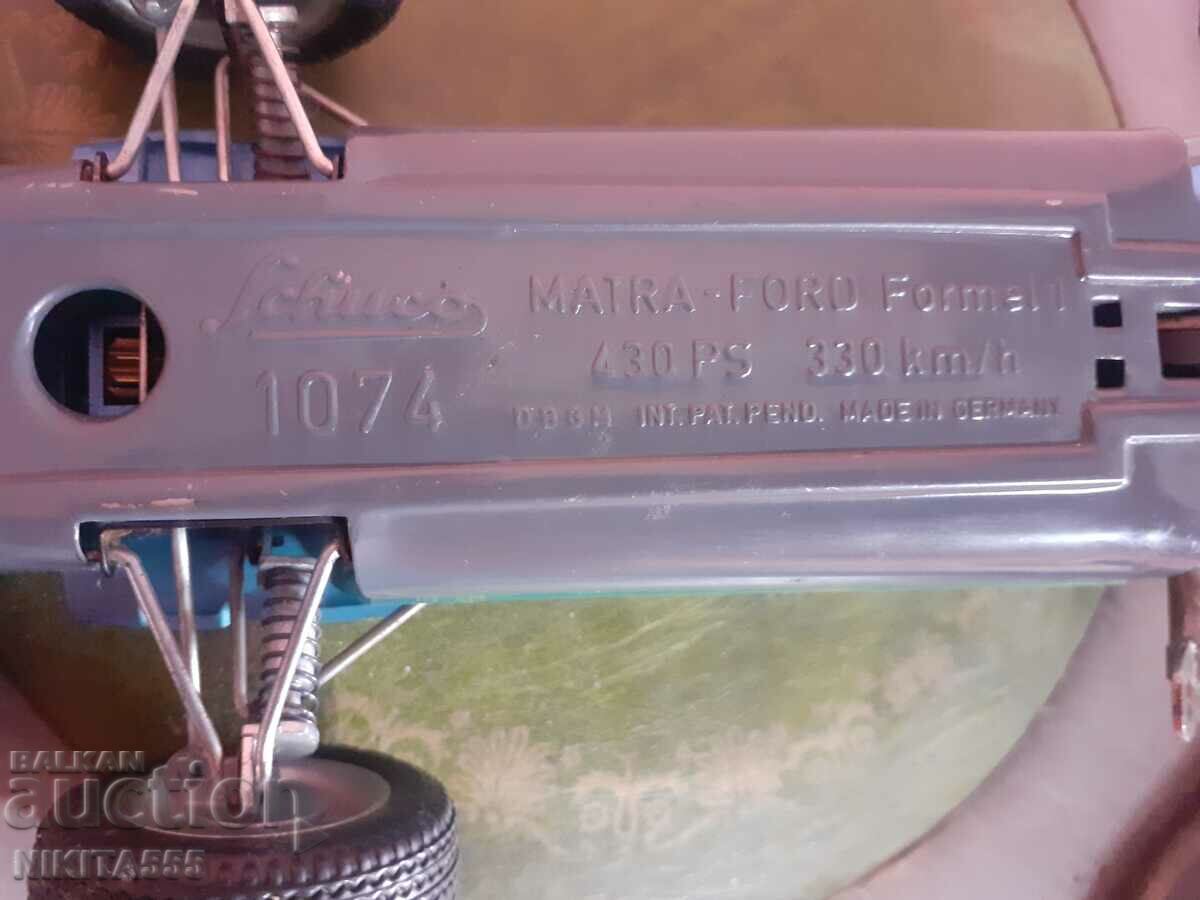 Schuco MATRA-FORD Formel 1
1074 430 PS 330 km/h
DBGM INT. PAT. PEND. MADE IN GERMANY
BALKAN
auction
NIKITA555